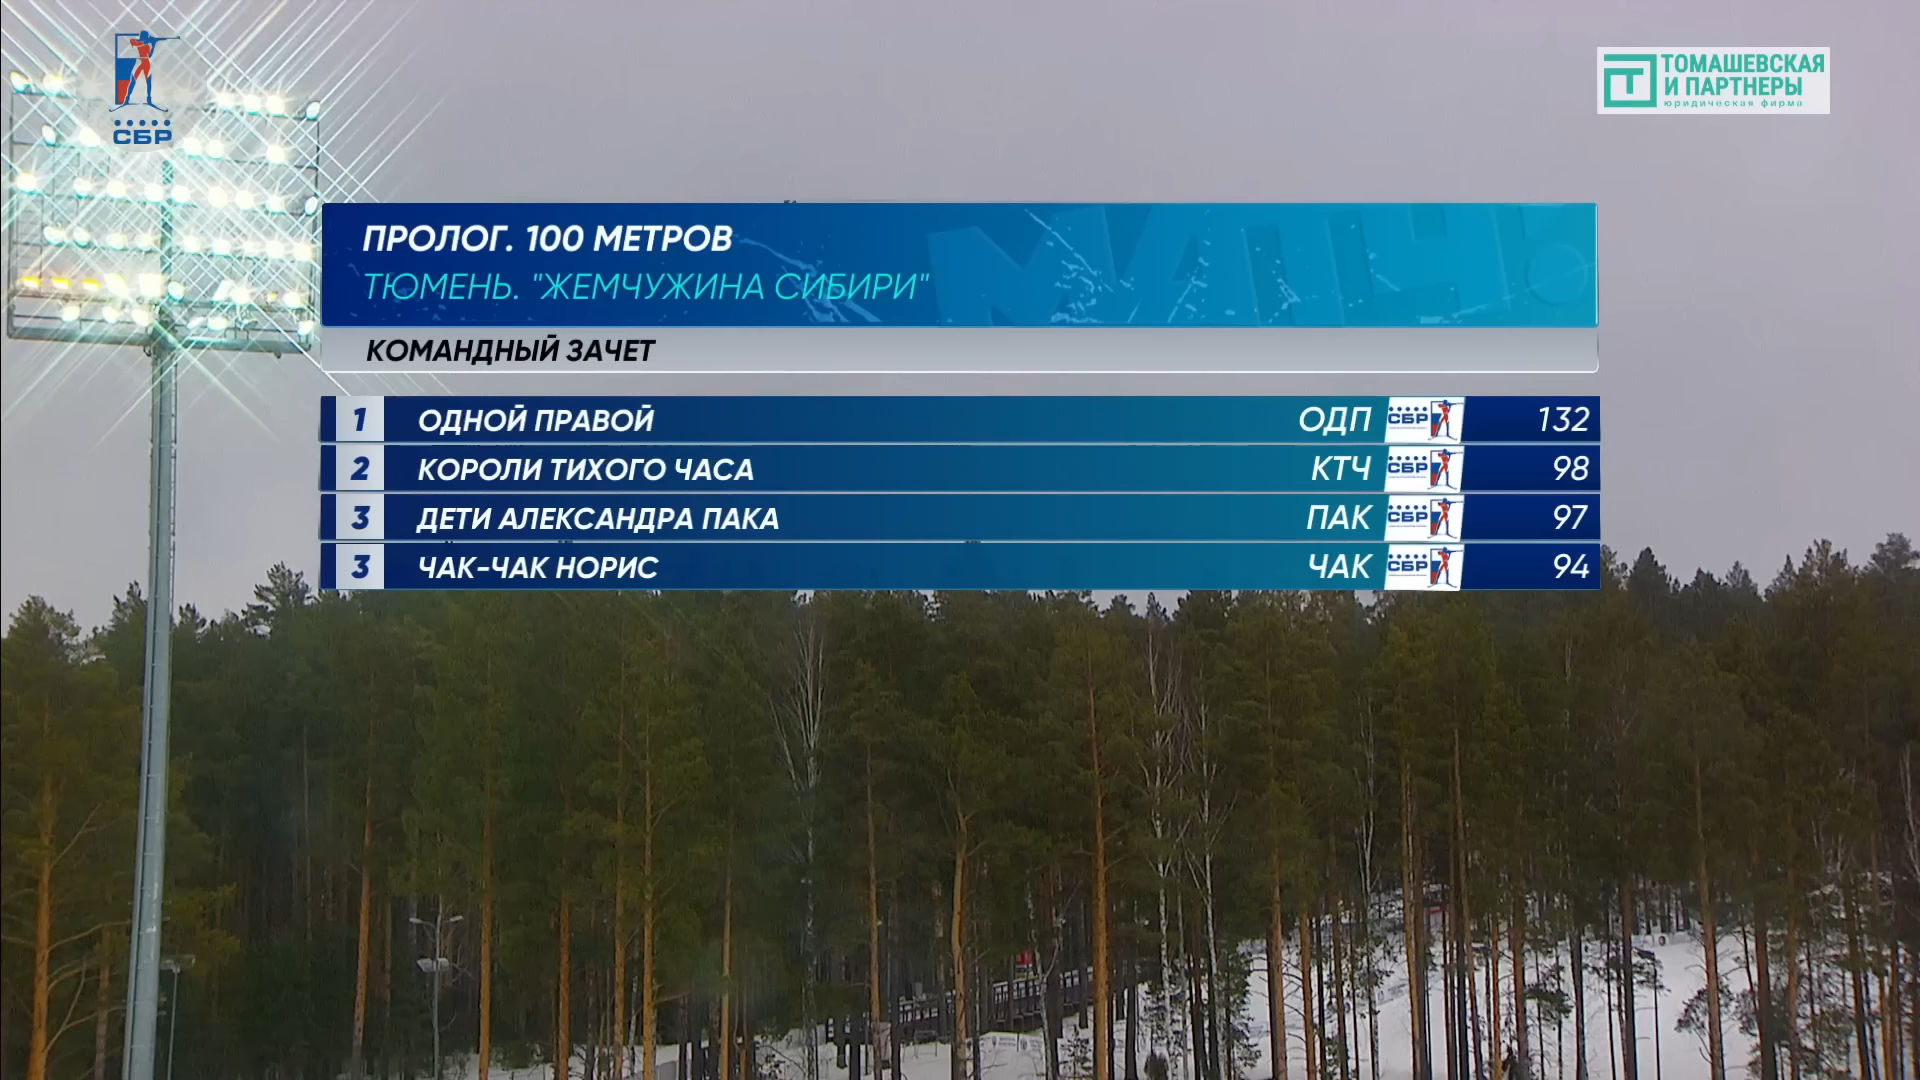 СБР
ТОМАШЕВСКАЯ
И ПАРТНЕРЫ
юридическая фирма
МАТЧ!
ПРОЛОГ. 100 МЕТРОВ
ТЮМЕНЬ. "ЖЕМЧУЖИНА СИБИРИ"
КОМАНДНЫЙ ЗАЧЕТ
1 ОДНОЙ ПРАВОЙ ОДП СБР 132
2 КОРОЛИ ТИХОГО ЧАСА КТЧ СБР 98
3 ДЕТИ АЛЕКСАНДРА ПАКА ПАК СБР 97
3 ЧАК-ЧАК НОРИС ЧАК СБР 94